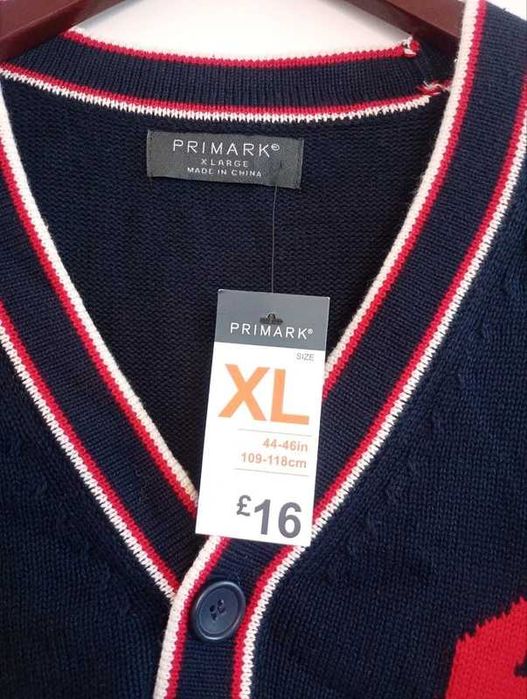 PRIMARK®
X LARGE
MADE IN CHINA
PRIMARK®
SIZE
XL
44-46in
109-118cm
£16